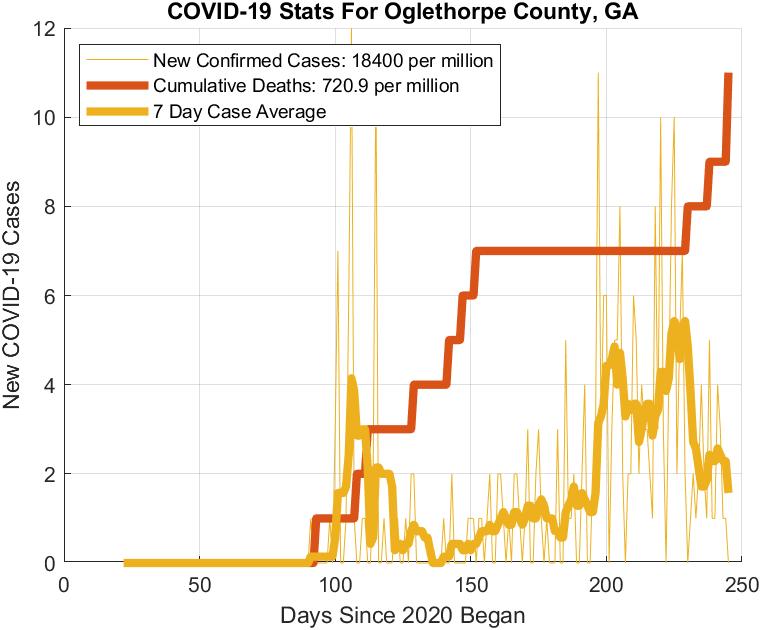 COVID-19 Stats For Oglethorpe County, GA
New Confirmed Cases: 18400 per million
Cumulative Deaths: 720.9 per million
7 Day Case Average
New COVID-19 Cases
12
10
8
6
4
2
0
0 50 100 150 200 250
Days Since 2020 Began